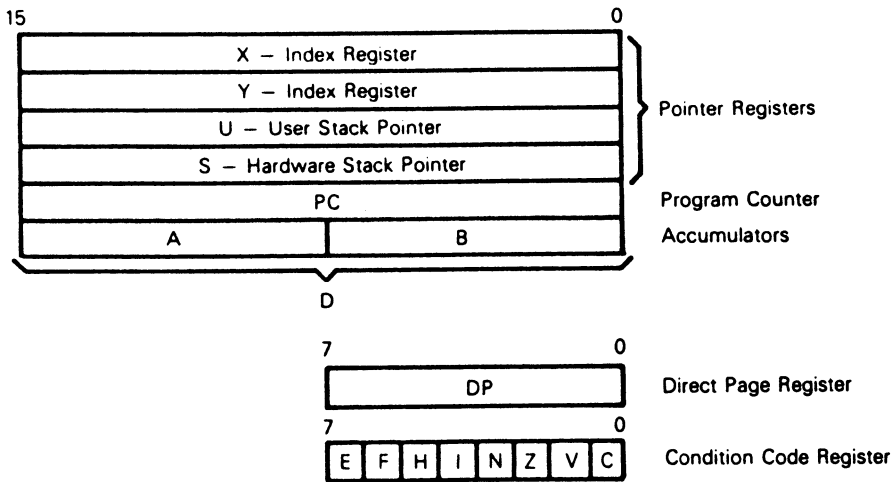 15 0
X – Index Register
Y – Index Register
U – User Stack Pointer
S – Hardware Stack Pointer
Pointer Registers
PC
Program Counter
A B
Accumulators
D
7 0
DP
Direct Page Register
7 0
E F H I N Z V C
Condition Code Register